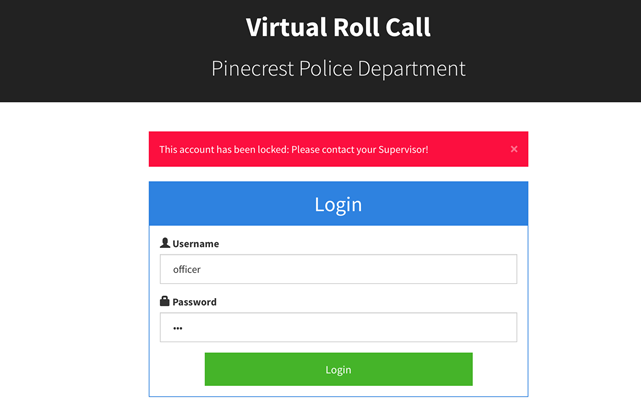 Virtual Roll Call
Pinecrest Police Department
This account has been locked: Please contact your Supervisor!
×
Login
Username
officer
Password
•••
Login